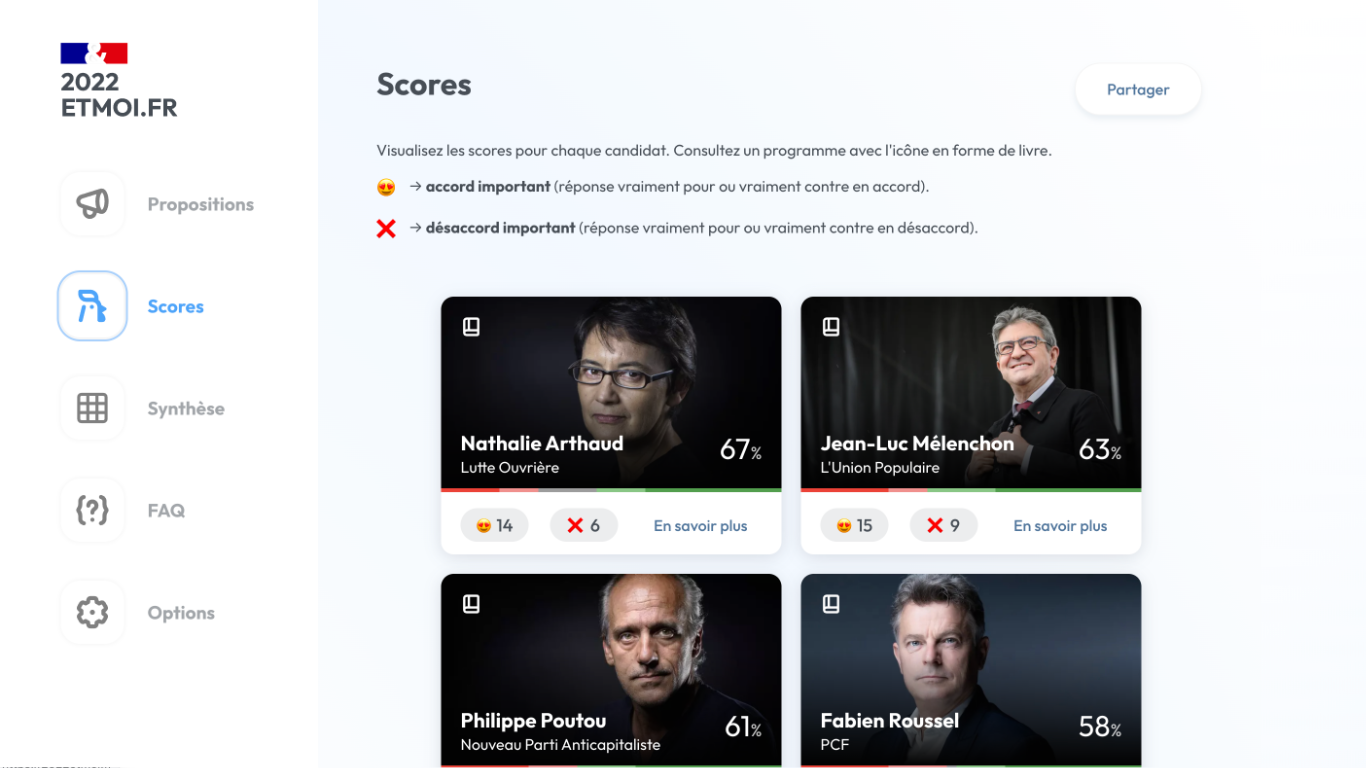 2022
ETMOI.FR
Propositions
Scores
Synthèse
FAQ
Options
Scores
Partager
Visualisez les scores pour chaque candidat. Consultez un programme avec l'icône en forme de livre.
→ accord important (réponse vraiment pour ou vraiment contre en accord).
→ désaccord important (réponse vraiment pour ou vraiment contre en désaccord).
Nathalie Arthaud
Lutte Ouvrière
67%
14
6
En savoir plus
Jean-Luc Mélenchon
L'Union Populaire
63%
15
9
En savoir plus
Philippe Poutou
Nouveau Parti Anticapitaliste
61%
Fabien Roussel
PCF
58%